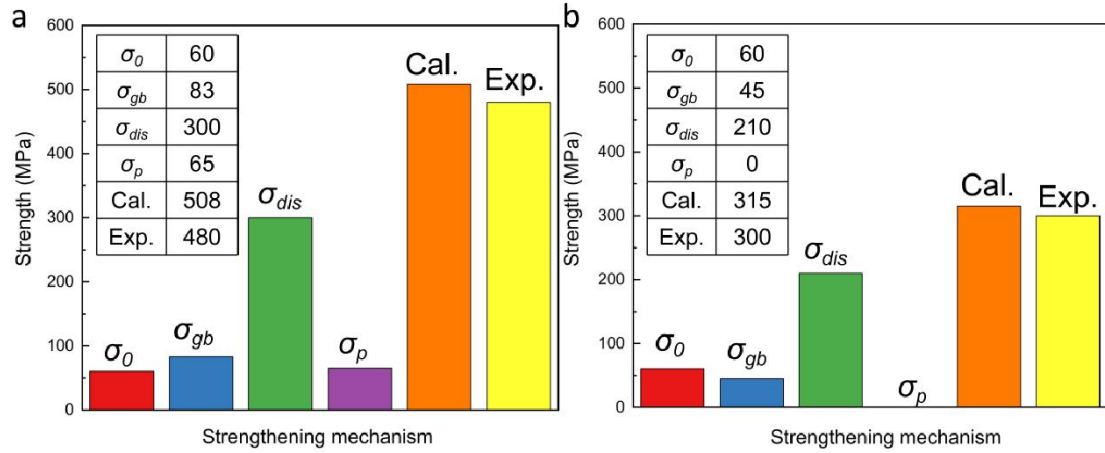 a
600
500
400
300
200
100
0
Strength (MPa)
σ0 60
σgb 83
σdis 300
σp 65
Cal. 508
Exp. 480
σ0
σgb
σdis
σp
Cal.
Exp.
Strengthening mechanism
b
600
500
400
300
200
100
0
Strength (MPa)
σ0 60
σgb 45
σdis 210
σp 0
Cal. 315
Exp. 300
σ0
σgb
σdis
σp
Cal.
Exp.
Strengthening mechanism